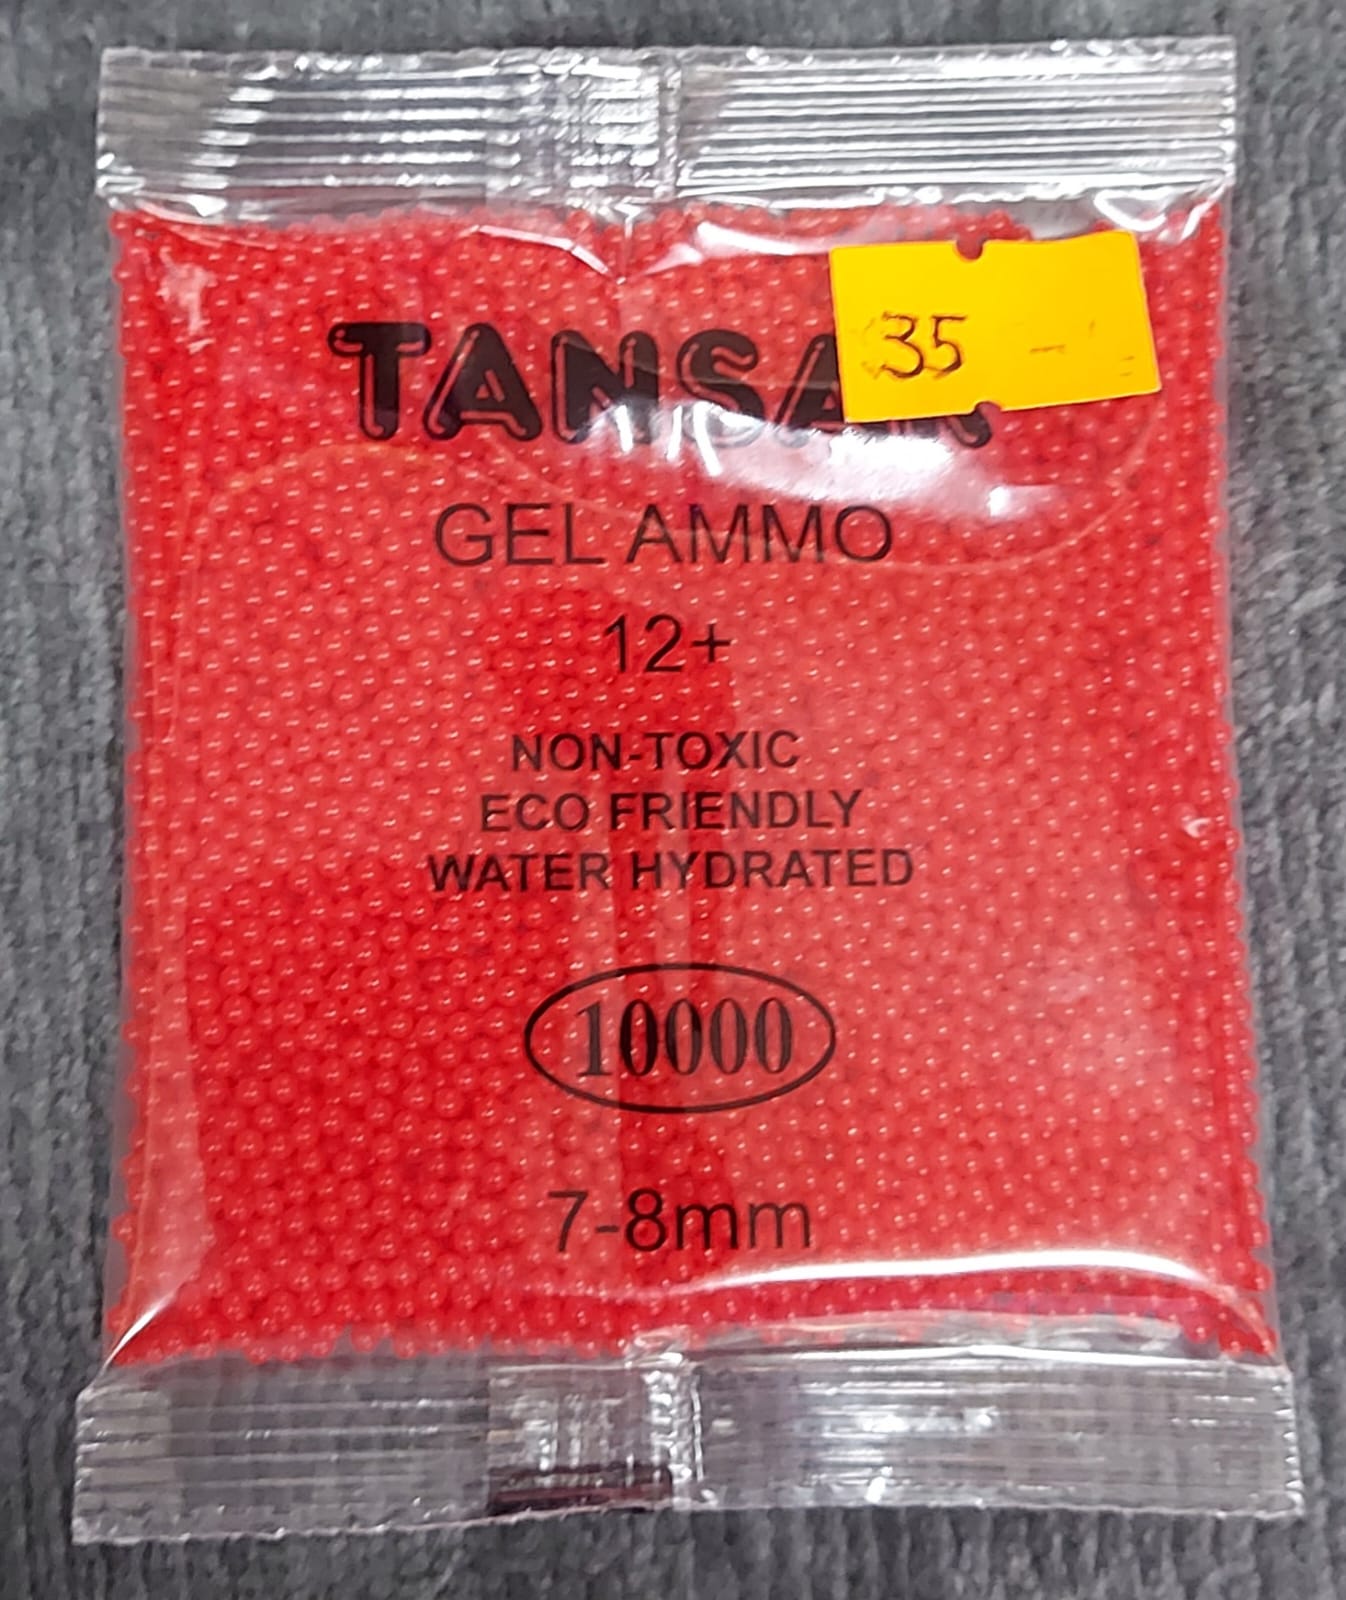 35 -
GEL AMMO
12+
NON-TOXIC
ECO FRIENDLY
WATER HYDRATED
10000
7-8mm